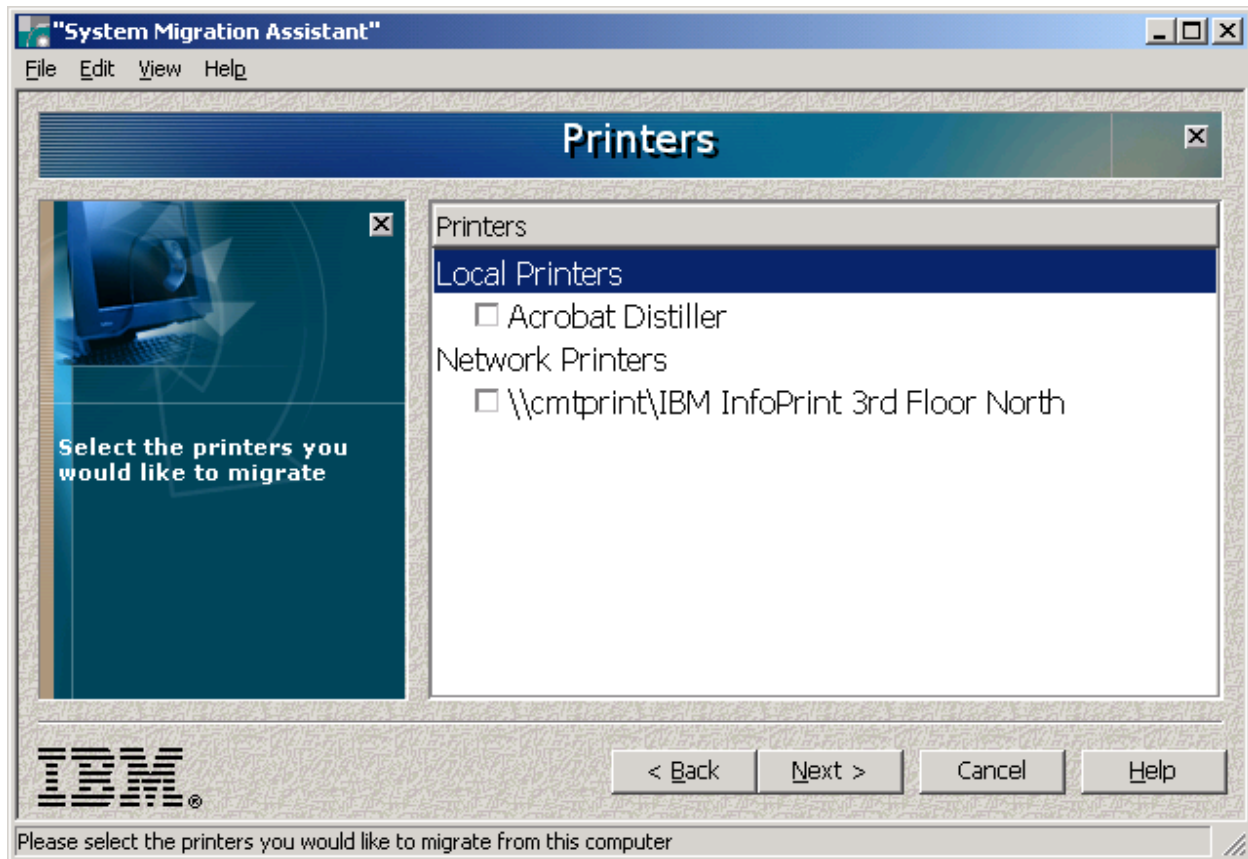 "System Migration Assistant"
File Edit View Help
Printers
Select the printers you
would like to migrate
Printers
Local Printers
Acrobat Distiller
Network Printers
\\cmtprint\IBM InfoPrint 3rd Floor North
IBM®
< Back Next > Cancel Help
Please select the printers you would like to migrate from this computer